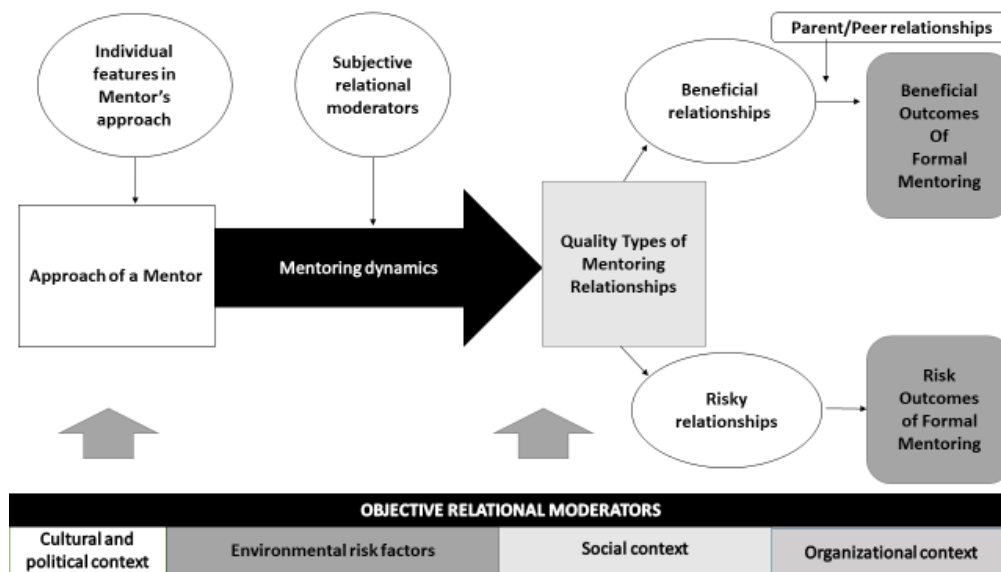 Parent/Peer relationships
Individual
features in
Mentor's
approach
Subjective
relational
moderators
Beneficial
relationships
Beneficial
Outcomes
Of
Formal
Mentoring
Approach of a Mentor
Mentoring dynamics
Quality Types of
Mentoring
Relationships
Risky
relationships
Risk
Outcomes
of Formal
Mentoring
OBJECTIVE RELATIONAL MODERATORS
Cultural and
political context
Environmental risk factors
Social context
Organizational context